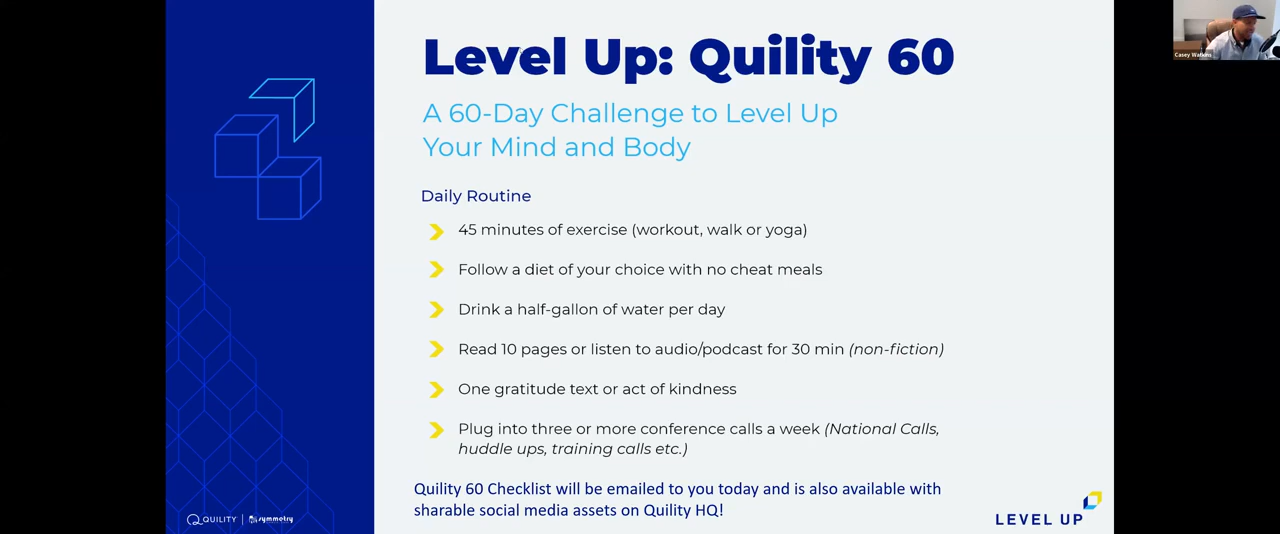 Level Up: Quility 60
A 60-Day Challenge to Level Up
Your Mind and Body
Daily Routine
45 minutes of exercise (workout, walk or yoga)
Follow a diet of your choice with no cheat meals
Drink a half-gallon of water per day
Read 10 pages or listen to audio/podcast for 30 min (non-fiction)
One gratitude text or act of kindness
Plug into three or more conference calls a week (National Calls,
huddle ups, training calls etc.)
Quility 60 Checklist will be emailed to you today and is also available with
sharable social media assets on Quility HQ!
QUILITY | symmetry
LEVEL UP
Casey Watkins